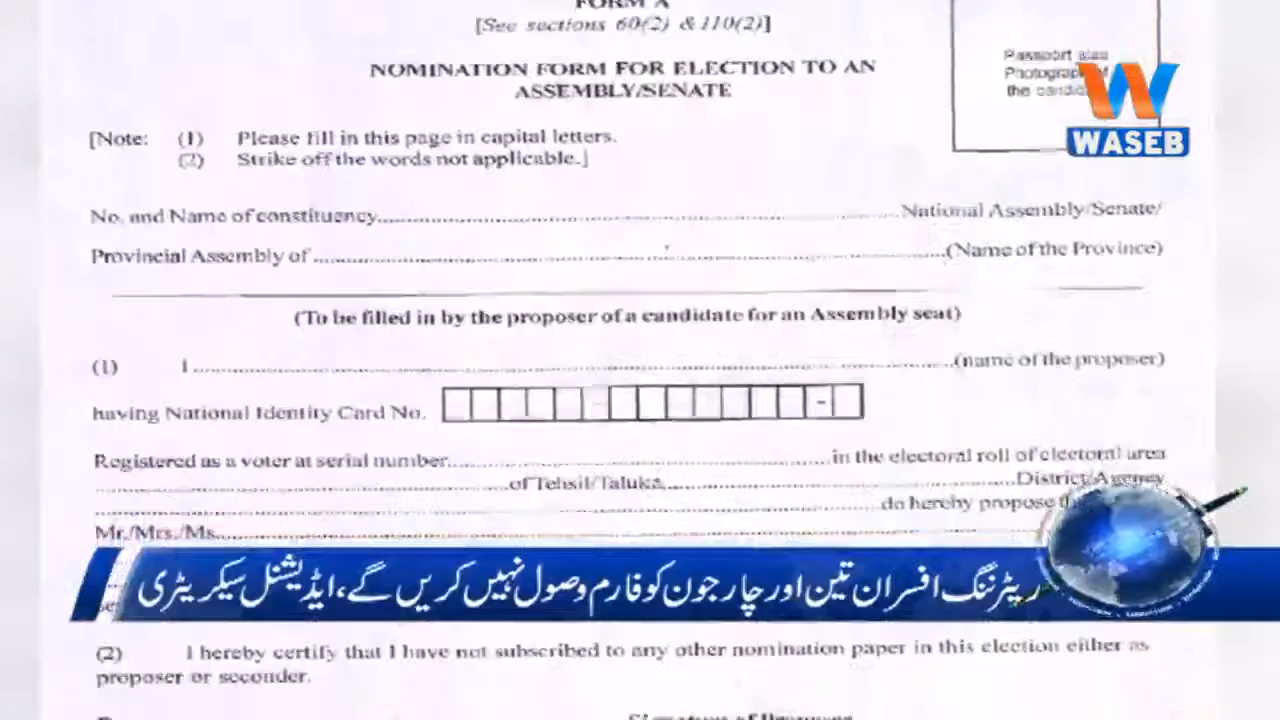 FORM A
[See sections 60(2) & 110(2)]
NOMINATION FORM FOR ELECTION TO AN
ASSEMBLY/SENATE
Passport size
Photograph of
the candid
WASEB
[Note: (1) Please fill in this page in capital letters.
(2) Strike off the words not applicable.]
No. and Name of constituency....................National Assembly/Senate/
Provincial Assembly of ....................(Name of the Province)
(To be filled in by the proposer of a candidate for an Assembly seat)
(1) I....................(name of the proposer)
having National Identity Card No. -
Registered as a voter at serial number....................in the electoral roll of electoral area
....................of Tehsil/Taluka....................District/Agency
....................do hereby propose
Mr./Mrs./Ms....................
ریٹرننگ افسران تین اور چار جون کو فارم وصول نہیں کریں گے، ایڈیشنل سیکریٹری
(2) I hereby certify that I have not subscribed to any other nomination paper in this election either as
proposer or seconder.